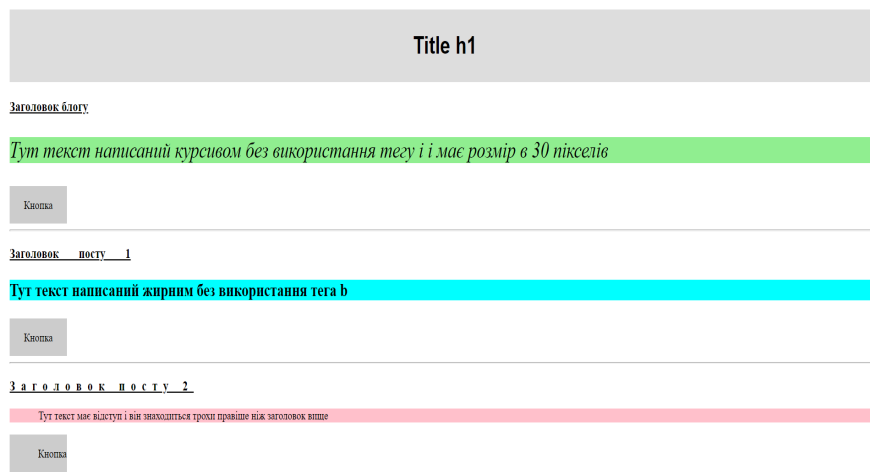 Title h1
Заголовок блогу
Тут текст написаний курсивом без використання тегу і і має розмір в 30 пікселів
Кнопка
Заголовок посту 1
Тут текст написаний жирним без використання тега b
Кнопка
Заголовок посту 2
Тут текст має відступ і він знаходиться трохи правіше ніж заголовок вище
Кнопка